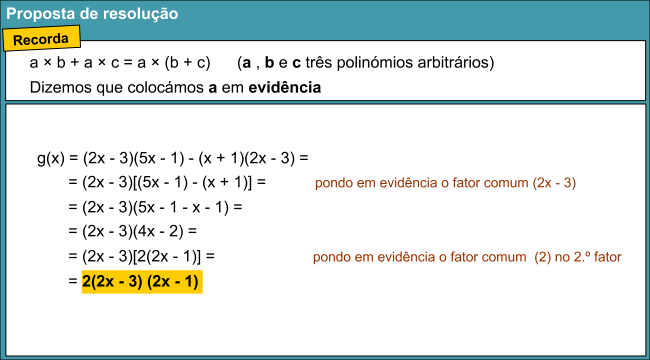 Proposta de resolução
Recorda
a × b + a × c = a × (b + c) (a , b e c três polinómios arbitrários)
Dizemos que colocámos a em evidência
g(x) = (2x - 3)(5x - 1) - (x + 1)(2x - 3) =
= (2x - 3)[(5x - 1) - (x + 1)] = pondo em evidência o fator comum (2x - 3)
= (2x - 3)(5x - 1 - x - 1) =
= (2x - 3)(4x - 2) =
= (2x - 3)[2(2x - 1)] = pondo em evidência o fator comum (2) no 2.º fator
= 2(2x - 3) (2x - 1)